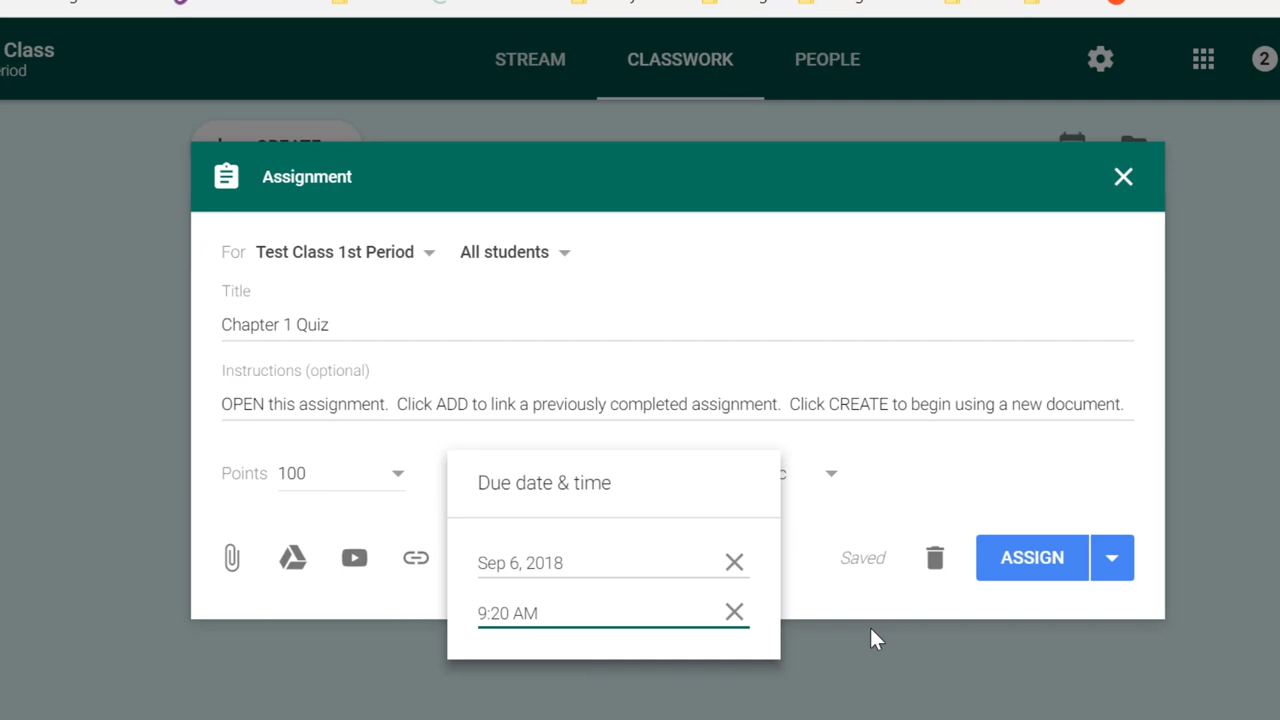 Class
STREAM CLASSWORK PEOPLE
2
riod
Assignment
For Test Class 1st Period All students
Title
Chapter 1 Quiz
Instructions (optional)
OPEN this assignment. Click ADD to link a previously completed assignment. Click CREATE to begin using a new document.
Points 100
c
Due date & time
Sep 6, 2018
Saved
ASSIGN
9:20 AM